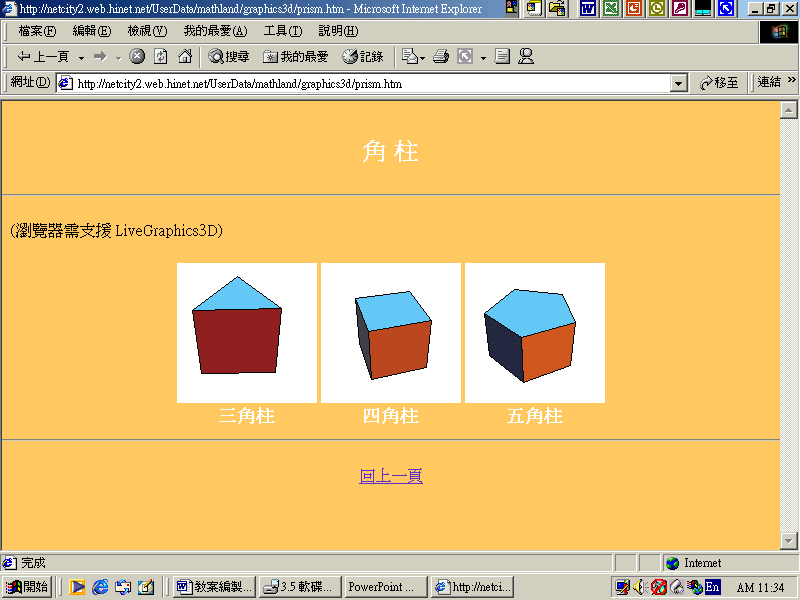 http://netcity2.web.hinet.net/UserData/mathland/graphics3d/prism.htm - Microsoft Internet Explorer
檔案(F) 編輯(E) 檢視(V) 我的最愛(A) 工具(T) 說明(H)
上一頁 搜尋 我的最愛 記錄
網址(D) http://netcity2.web.hinet.net/UserData/mathland/graphics3d/prism.htm 移至 連結 »
角 柱
(瀏覽器需支援 LiveGraphics3D)
三角柱 四角柱 五角柱
回上一頁
完成 Internet
開始 教案編製... 3.5 軟碟... PowerPoint ... http://netci... En AM 11:34